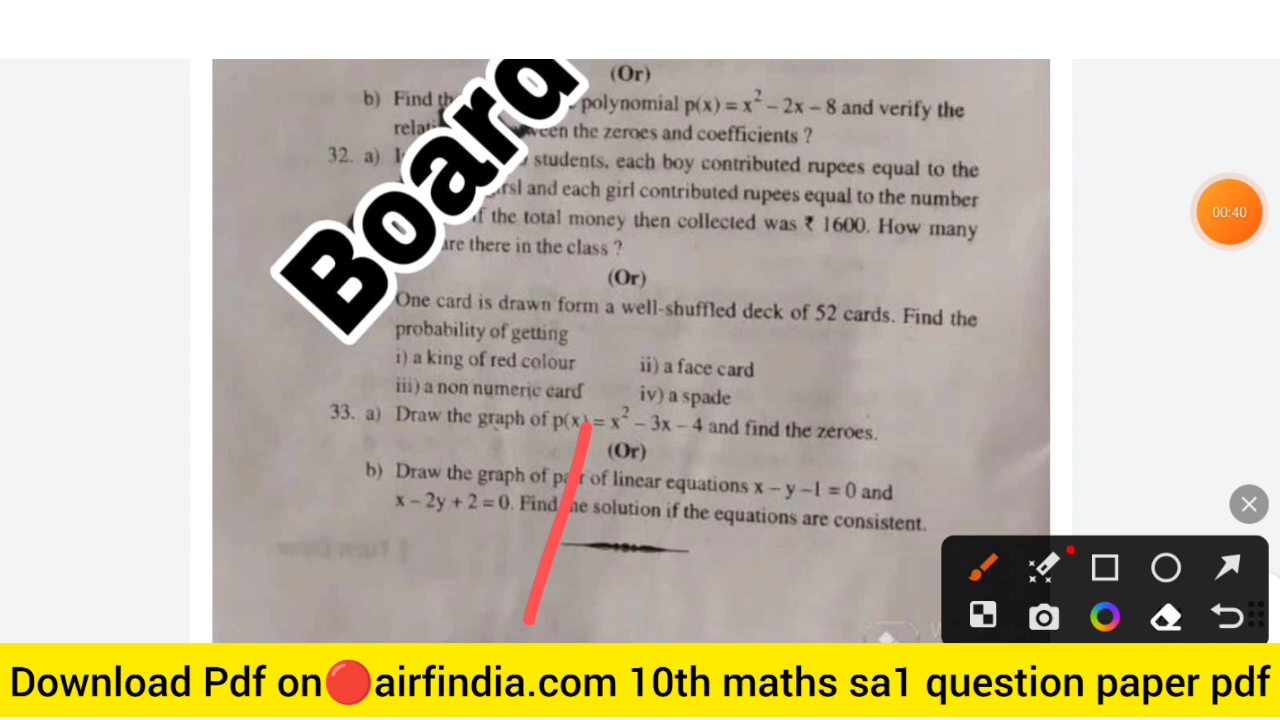 Board
(Or)
b) Find th polynomial p(x) = x² – 2x – 8 and verify the
relati ween the zeroes and coefficients ?
32. a) I students, each boy contributed rupees equal to the
rsl and each girl contributed rupees equal to the number
if the total money then collected was ₹ 1600. How many
are there in the class ?
(Or)
One card is drawn form a well-shuffled deck of 52 cards. Find the
probability of getting
i) a king of red colour ii) a face card
iii) a non numeric card iv) a spade
33. a) Draw the graph of p(x) = x² – 3x – 4 and find the zeroes.
(Or)
b) Draw the graph of pair of linear equations x – y –1 = 0 and
x – 2y + 2 = 0. Find the solution if the equations are consistent.
00:40
Download Pdf on airfindia.com 10th maths sa1 question paper pdf